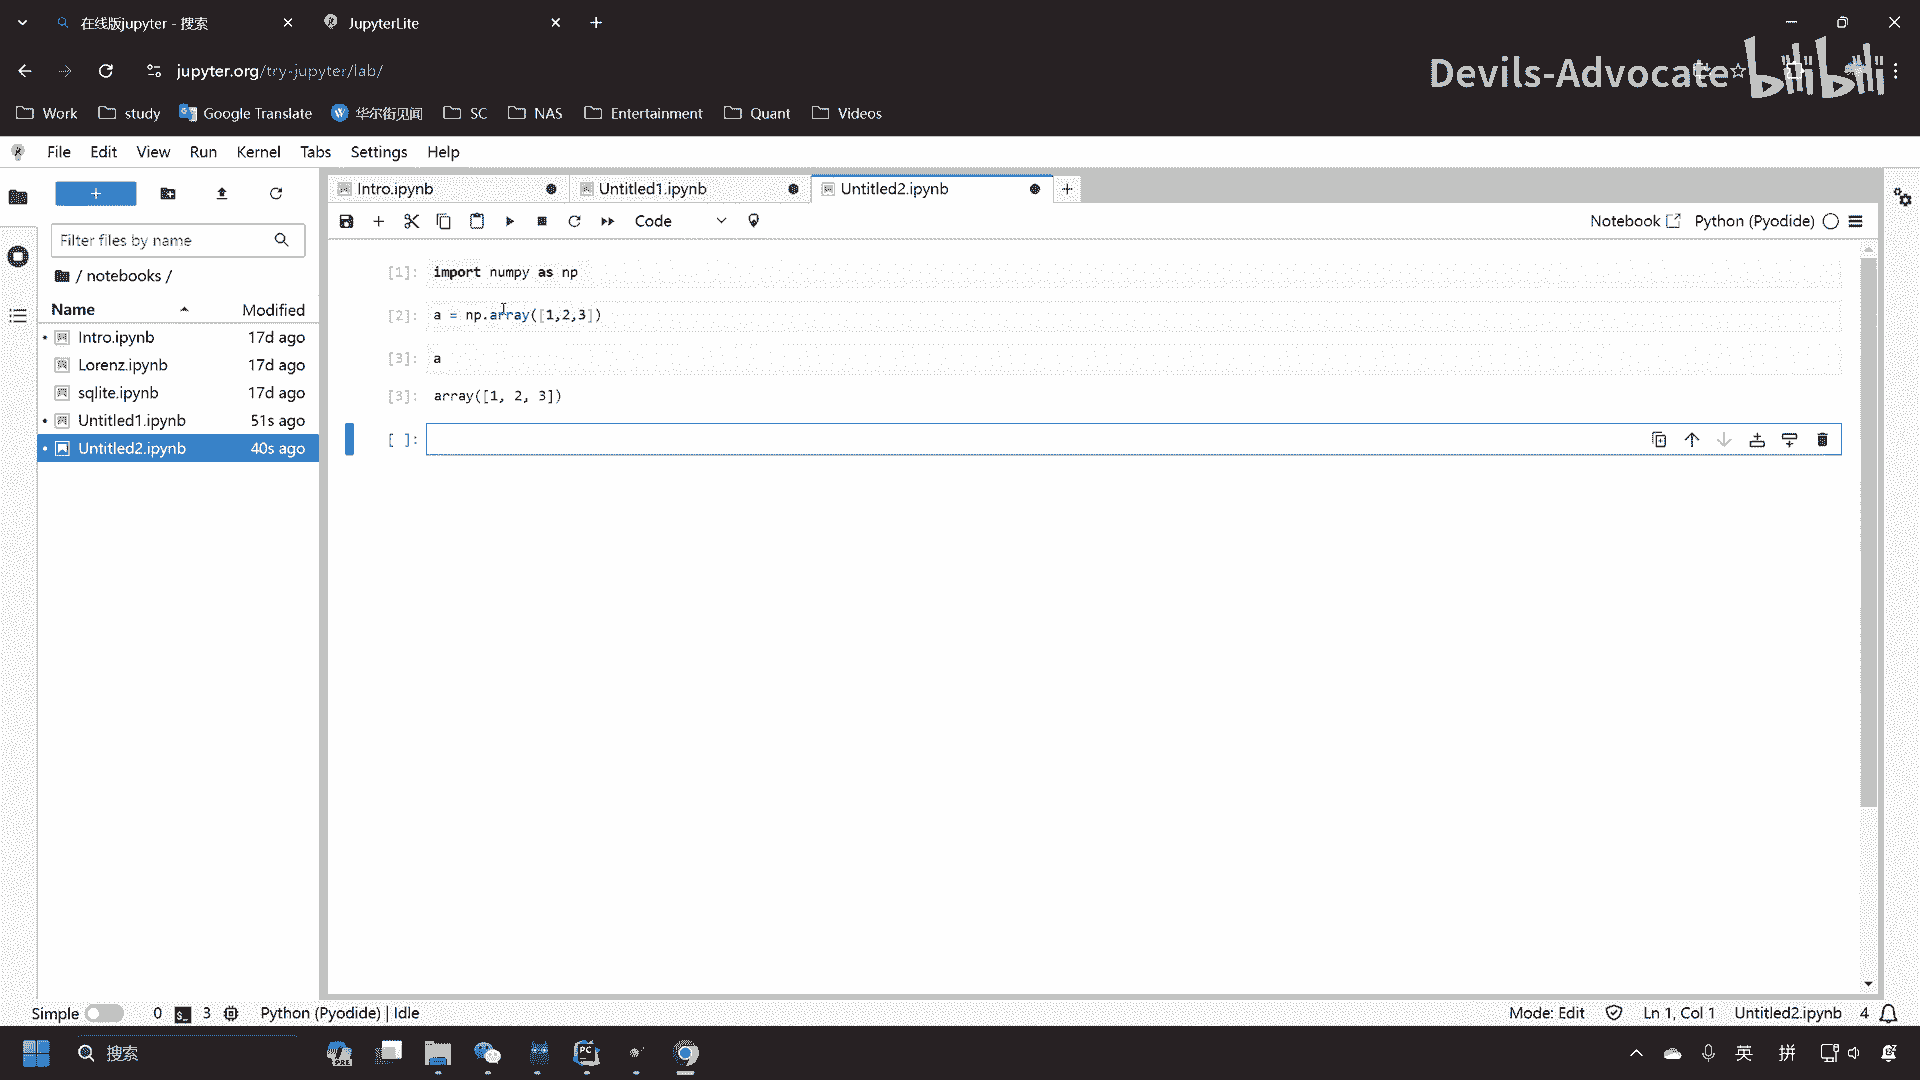 在线版jupyter - 搜索
JupyterLite
jupyter.org/try-jupyter/lab/
Devils-Advocate bilibili
Work study Google Translate 华尔街见闻 SC NAS Entertainment Quant Videos
File Edit View Run Kernel Tabs Settings Help
Intro.ipynb Untitled1.ipynb Untitled2.ipynb
Code
Notebook Python (Pyodide)
Filter files by name
/ notebooks /
Name Modified
Intro.ipynb 17d ago
Lorenz.ipynb 17d ago
sqlite.ipynb 17d ago
Untitled1.ipynb 51s ago
Untitled2.ipynb 40s ago
[1]: import numpy as np
[2]: a = np.array([1,2,3])
[3]: a
[3]: array([1, 2, 3])
[ ]:
Simple 0 $_ 3 Python (Pyodide) | Idle
Mode: Edit Ln 1, Col 1 Untitled2.ipynb 4
搜索
PRE
PC
英 拼